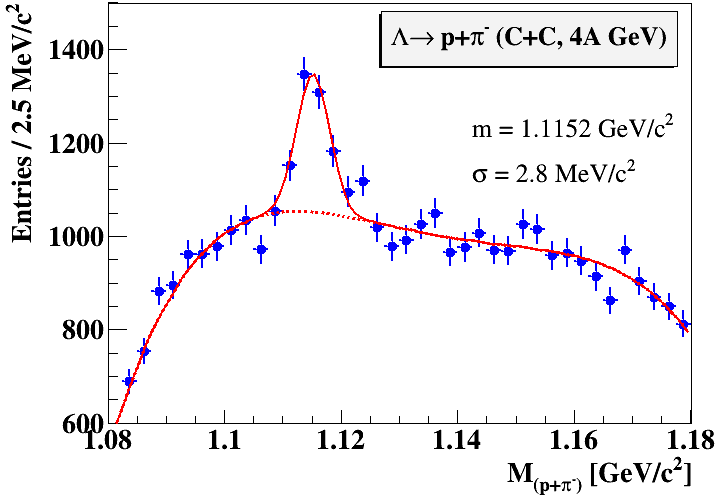 Entries / 2.5 MeV/c²
1400
1200
1000
800
600
Λ→ p+π⁻ (C+C, 4A GeV)
m = 1.1152 GeV/c²
σ = 2.8 MeV/c²
1.08 1.1 1.12 1.14 1.16 1.18
M(p+π⁻) [GeV/c²]